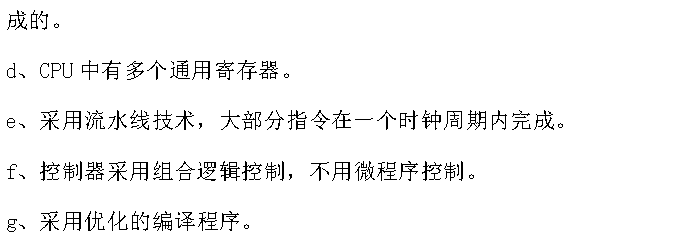 成的。
d、CPU中有多个通用寄存器。
e、采用流水线技术，大部分指令在一个时钟周期内完成。
f、控制器采用组合逻辑控制，不用微程序控制。
g、采用优化的编译程序。